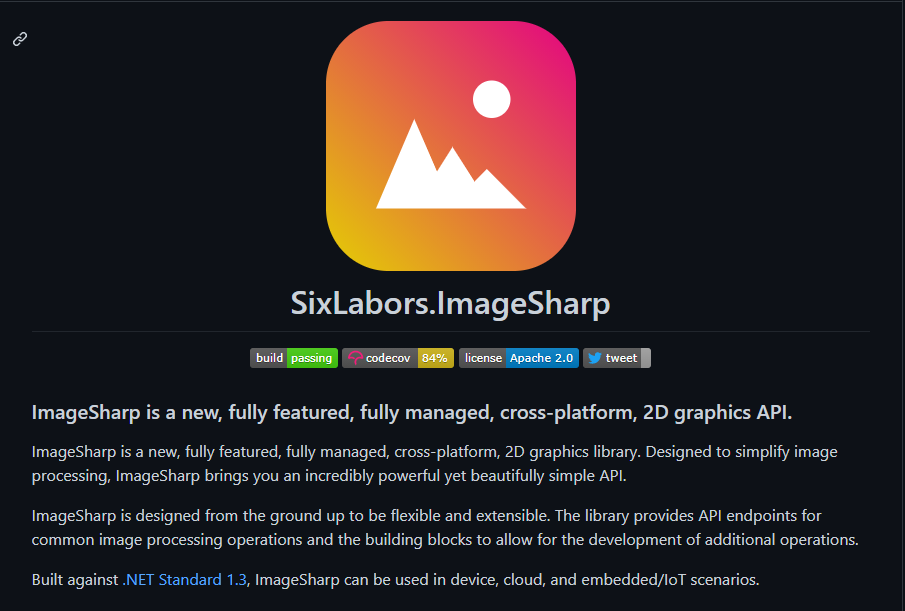 SixLabors.ImageSharp
build passing codecov 84% license Apache 2.0 tweet
ImageSharp is a new, fully featured, fully managed, cross-platform, 2D graphics API.
ImageSharp is a new, fully featured, fully managed, cross-platform, 2D graphics library. Designed to simplify image
processing, ImageSharp brings you an incredibly powerful yet beautifully simple API.
ImageSharp is designed from the ground up to be flexible and extensible. The library provides API endpoints for
common image processing operations and the building blocks to allow for the development of additional operations.
Built against .NET Standard 1.3, ImageSharp can be used in device, cloud, and embedded/IoT scenarios.